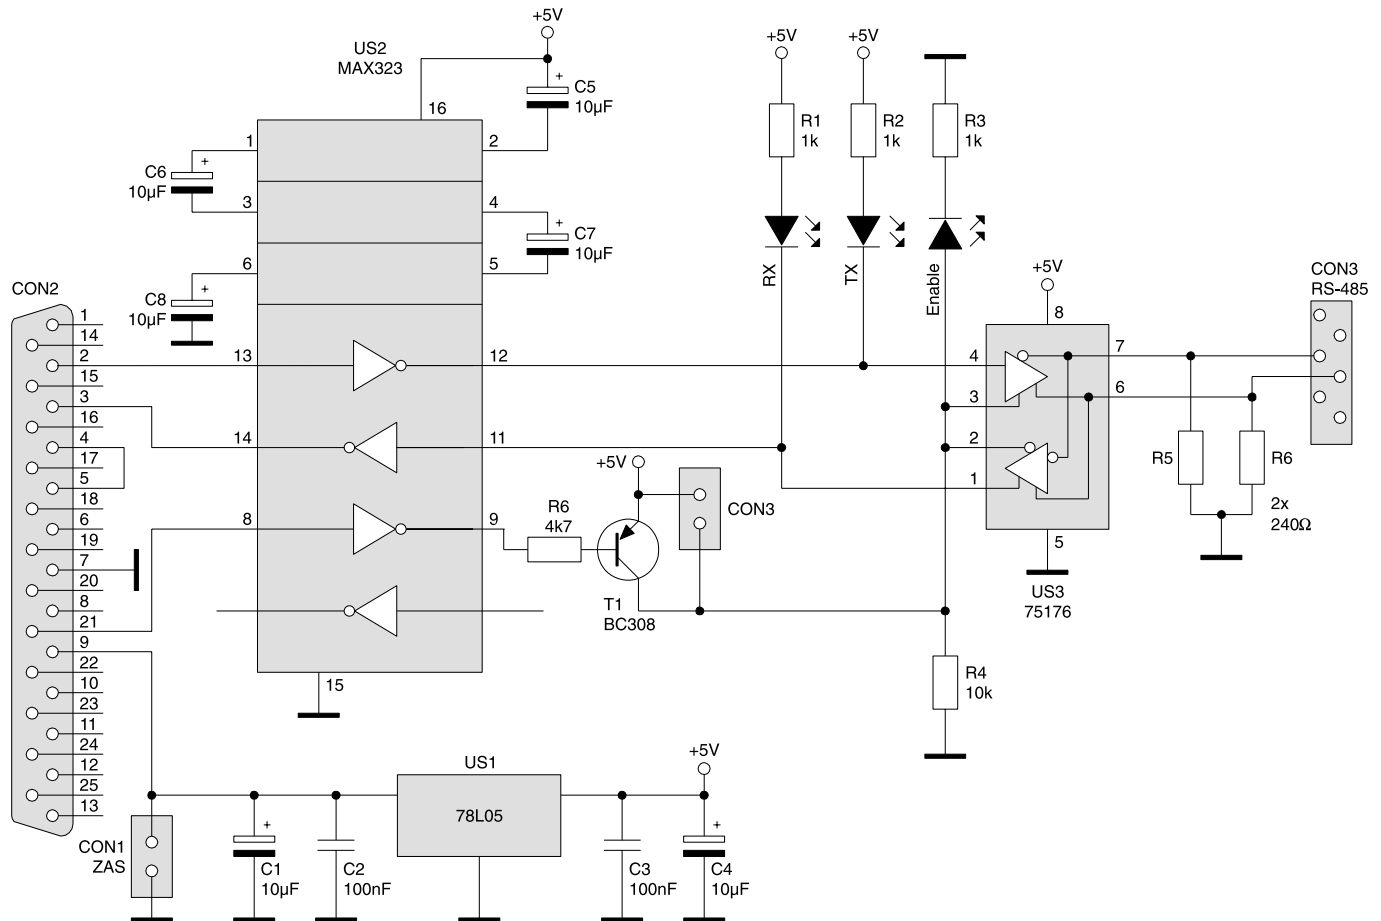 +5V
US2
MAX323
+
C5
10µF
16
1
2
+
C6
10µF
3
4
+
C7
10µF
5
6
+
C8
10µF
13
12
14
11
8
9
15
+5V
+5V
R1
1k
R2
1k
R3
1k
RX
TX
Enable
+5V
8
CON3
RS-485
4
7
3
6
2
1
5
US3
75176
R5
R6
2x
240Ω
+5V
CON3
R6
4k7
T1
BC308
R4
10k
CON2
1
14
2
15
3
16
4
17
5
18
6
19
7
20
8
21
9
22
10
23
11
24
12
25
13
CON1
ZAS
+
C1
10µF
C2
100nF
US1
78L05
C3
100nF
+5V
+
C4
10µF